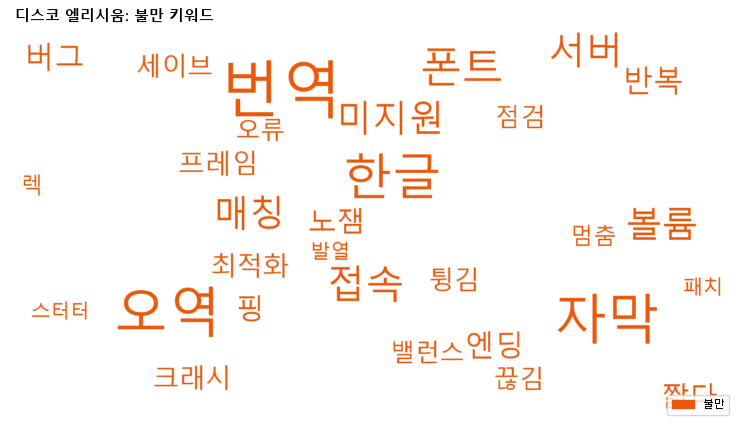 디스코 엘리시움: 불만 키워드
버그
세이브
번역
폰트
서버
반복
오류
미지원
점검
프레임
한글
렉
매칭
노잼
볼륨
멈춤
발열
최적화
접속
튕김
패치
스터터
오역
핑
자막
밸런스
엔딩
크래시
끊김
불만